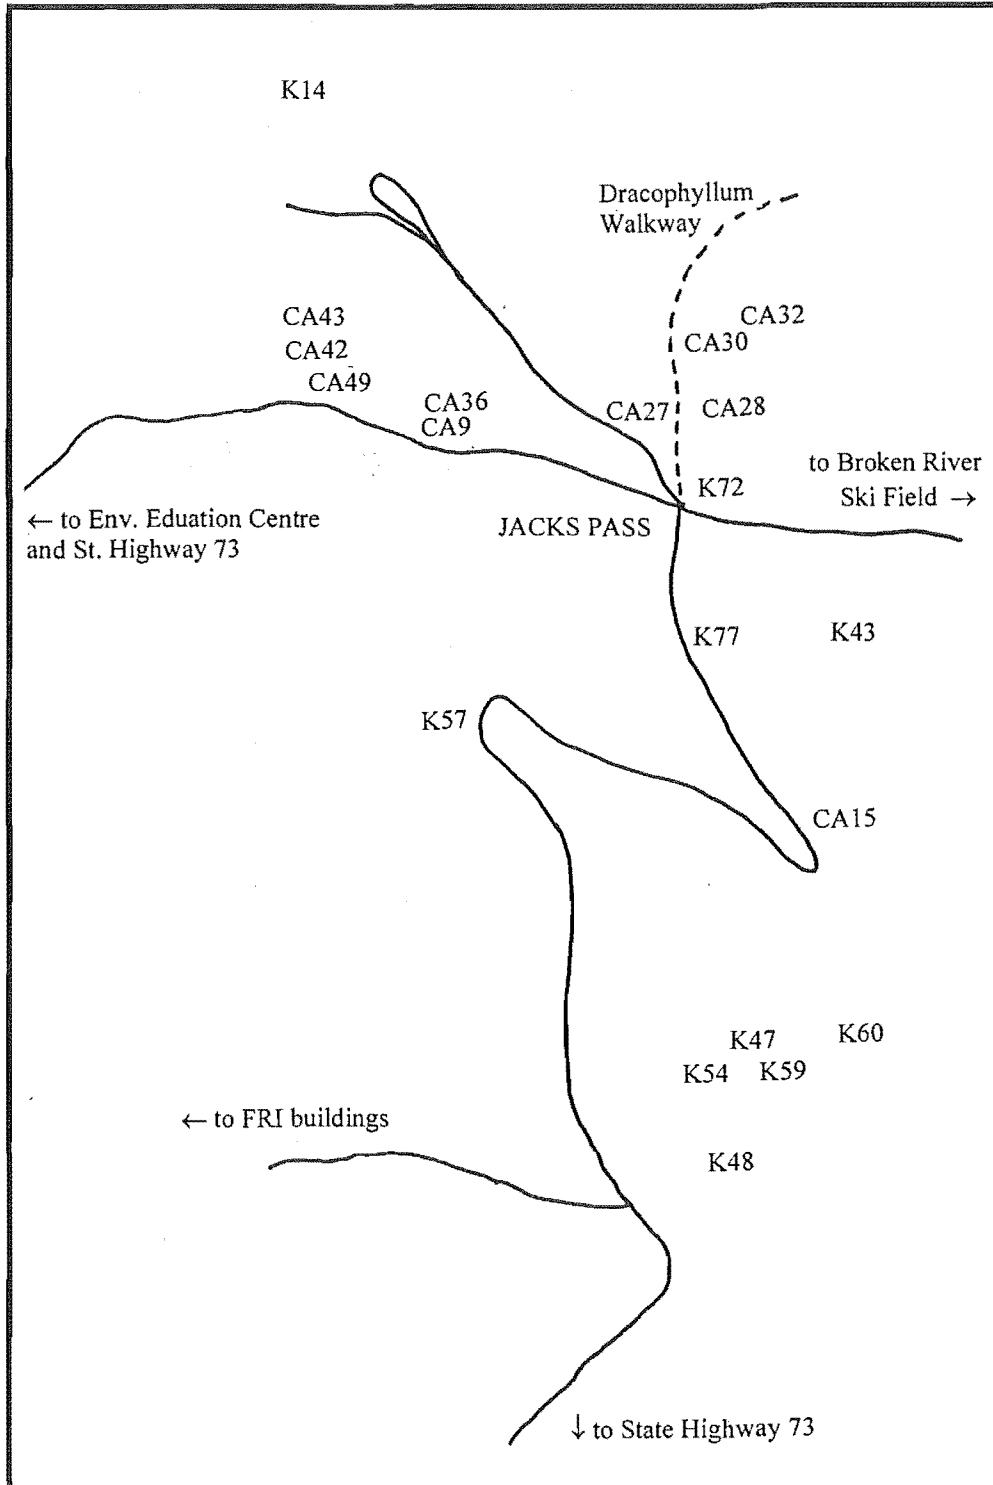 K14
Dracophyllum
Walkway
CA43
CA32
CA30
CA42
CA49
CA36
CA27
CA28
CA9
to Broken River
Ski Field →
K72
← to Env. Eduation Centre
and St. Highway 73
JACKS PASS
K77
K43
K57
CA15
K47
K60
K54
K59
← to FRI buildings
K48
↓ to State Highway 73